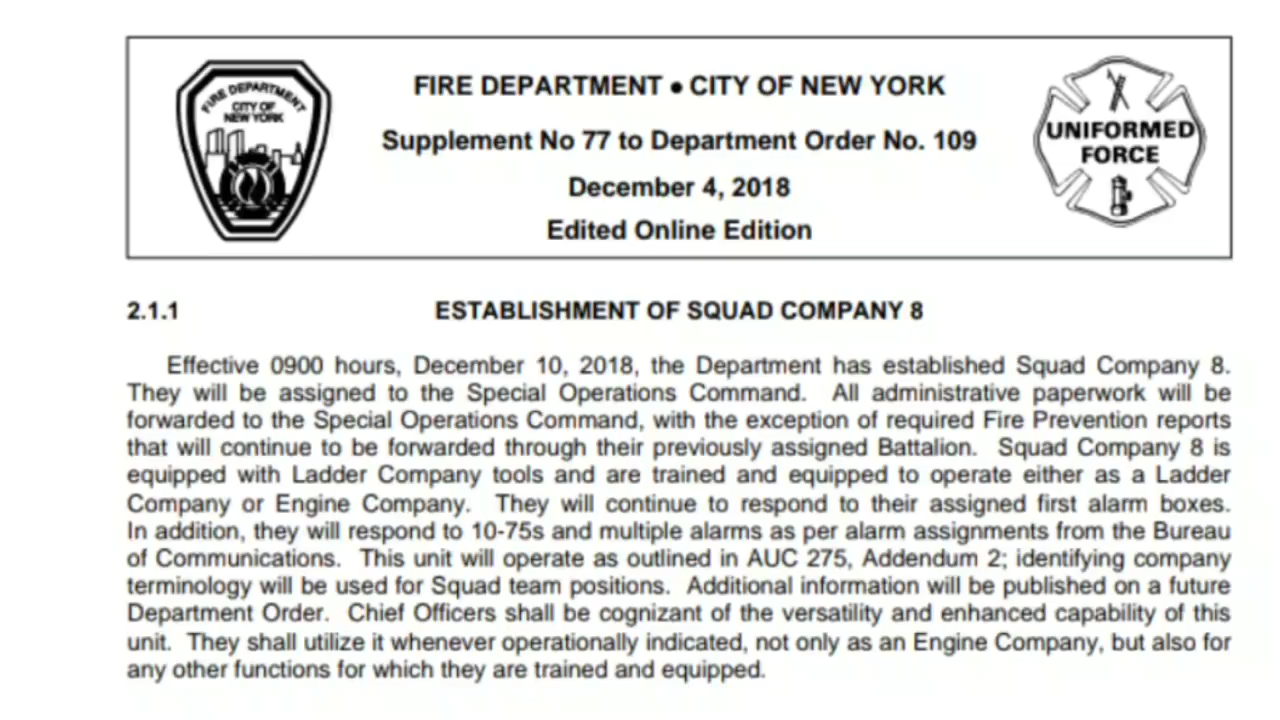 FIRE DEPARTMENT
CITY OF
NEW YORK
FIRE DEPARTMENT ● CITY OF NEW YORK
Supplement No 77 to Department Order No. 109
December 4, 2018
Edited Online Edition
UNIFORMED
FORCE
2.1.1 ESTABLISHMENT OF SQUAD COMPANY 8
Effective 0900 hours, December 10, 2018, the Department has established Squad Company 8.
They will be assigned to the Special Operations Command. All administrative paperwork will be
forwarded to the Special Operations Command, with the exception of required Fire Prevention reports
that will continue to be forwarded through their previously assigned Battalion. Squad Company 8 is
equipped with Ladder Company tools and are trained and equipped to operate either as a Ladder
Company or Engine Company. They will continue to respond to their assigned first alarm boxes.
In addition, they will respond to 10-75s and multiple alarms as per alarm assignments from the Bureau
of Communications. This unit will operate as outlined in AUC 275, Addendum 2; identifying company
terminology will be used for Squad team positions. Additional information will be published on a future
Department Order. Chief Officers shall be cognizant of the versatility and enhanced capability of this
unit. They shall utilize it whenever operationally indicated, not only as an Engine Company, but also for
any other functions for which they are trained and equipped.